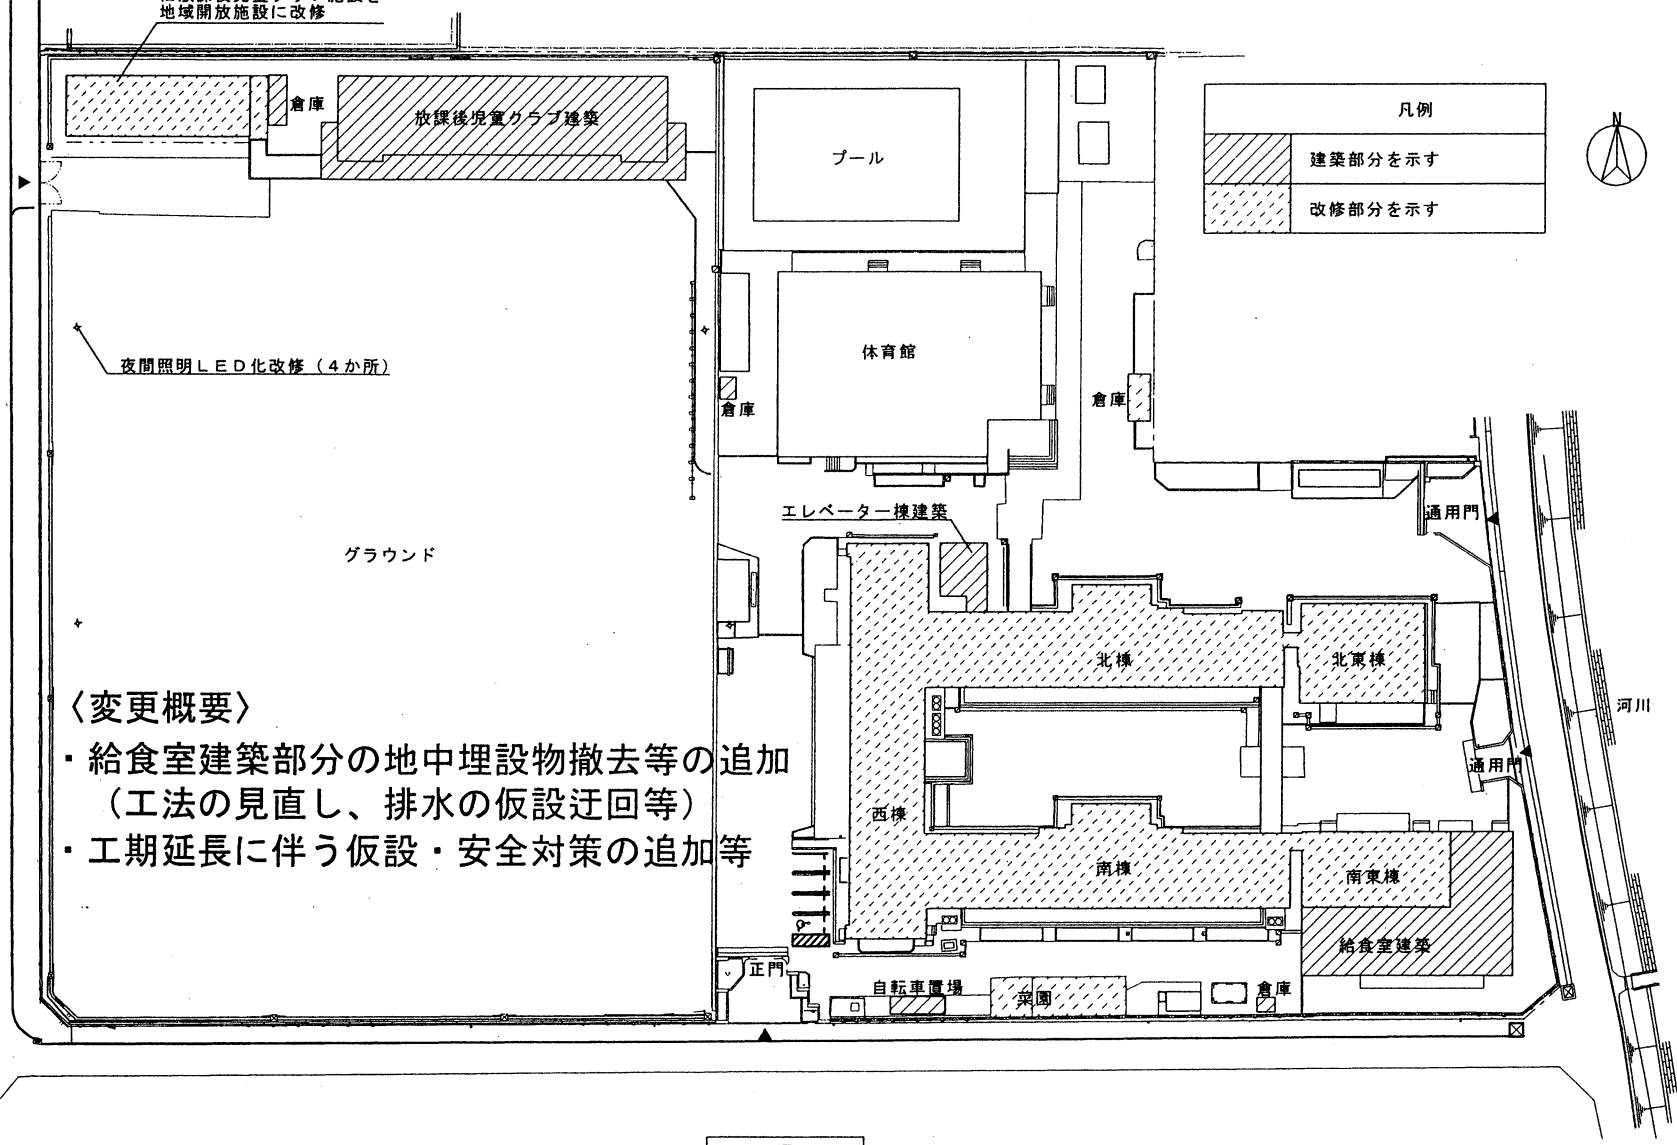 地域開放施設に改修
倉庫
放課後児童クラブ建築
プール
凡例
建築部分を示す
改修部分を示す
N
体育館
夜間照明ＬＥＤ化改修（４か所）
倉庫
倉庫
エレベーター棟建築
通用門
グラウンド
北棟
北東棟
河川
〈変更概要〉
・給食室建築部分の地中埋設物撤去等の追加
（工法の見直し、排水の仮設迂回等）
・工期延長に伴う仮設・安全対策の追加等
通用門
西棟
南棟
南東棟
給食室建築
正門
自転車置場
菜園
倉庫